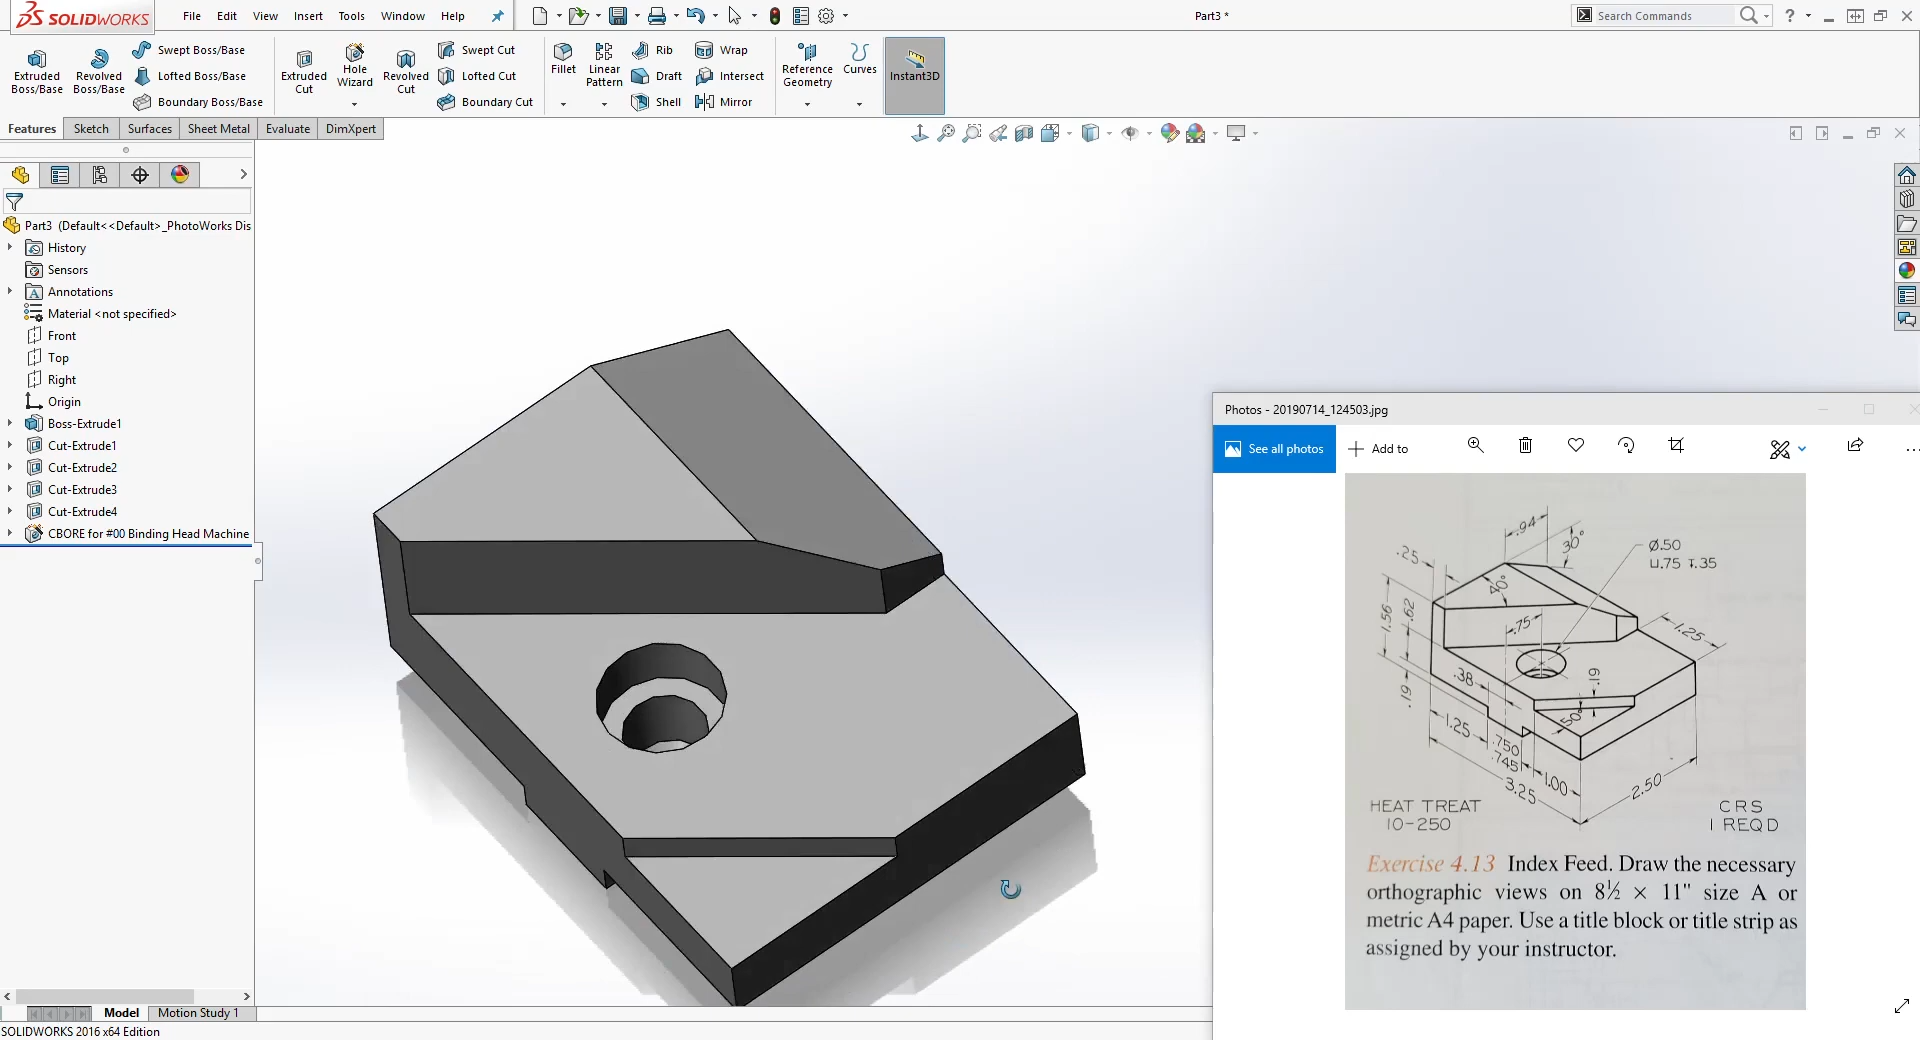 SOLIDWORKS
File Edit View Insert Tools Window Help
Part3 *
Search Commands
Extruded Boss/Base
Revolved Boss/Base
Swept Boss/Base
Lofted Boss/Base
Boundary Boss/Base
Extruded Cut
Hole Wizard
Revolved Cut
Swept Cut
Lofted Cut
Boundary Cut
Fillet
Linear Pattern
Rib
Draft
Shell
Wrap
Intersect
Mirror
Reference Geometry
Curves
Instant3D
Features Sketch Surfaces Sheet Metal Evaluate DimXpert
Part3 (Default<<Default>_PhotoWorks Dis
History
Sensors
Annotations
Material <not specified>
Front
Top
Right
Origin
Boss-Extrude1
Cut-Extrude1
Cut-Extrude2
Cut-Extrude3
Cut-Extrude4
CBORE for #00 Binding Head Machine
Model Motion Study 1
SOLIDWORKS 2016 x64 Edition
Photos - 20190714_124503.jpg
See all photos
Add to
.94
30°
Ø.50
⌴.75 ↧.35
.25
40°
1.56
.62
.75
1.25
.38
.19
.19
50°
1.25
.750
.745
1.00
3.25
2.50
HEAT TREAT
10-250
CRS
1 REQD
Exercise 4.13 Index Feed. Draw the necessary
orthographic views on 8½ × 11" size A or
metric A4 paper. Use a title block or title strip as
assigned by your instructor.